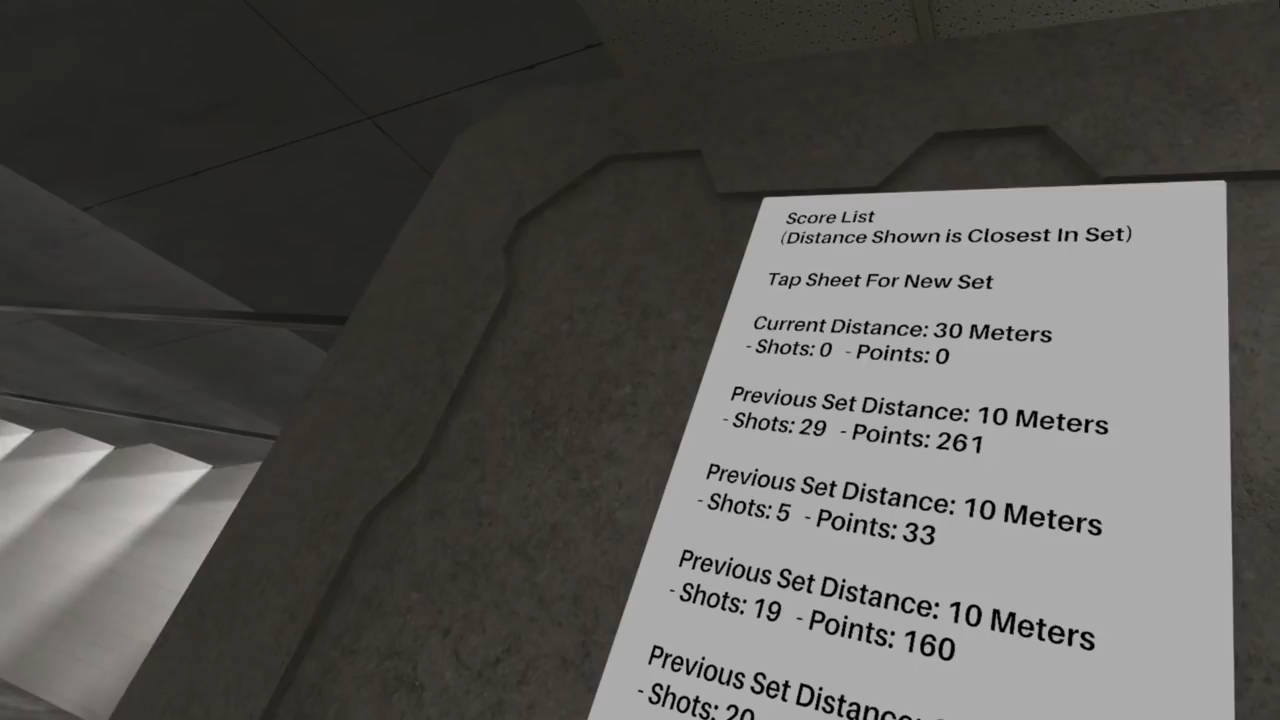 Score List
(Distance Shown is Closest In Set)
Tap Sheet For New Set
Current Distance: 30 Meters
- Shots: 0 - Points: 0
Previous Set Distance: 10 Meters
- Shots: 29 - Points: 261
Previous Set Distance: 10 Meters
- Shots: 5 - Points: 33
Previous Set Distance: 10 Meters
- Shots: 19 - Points: 160
Previous Set Distance:
- Shots: 20